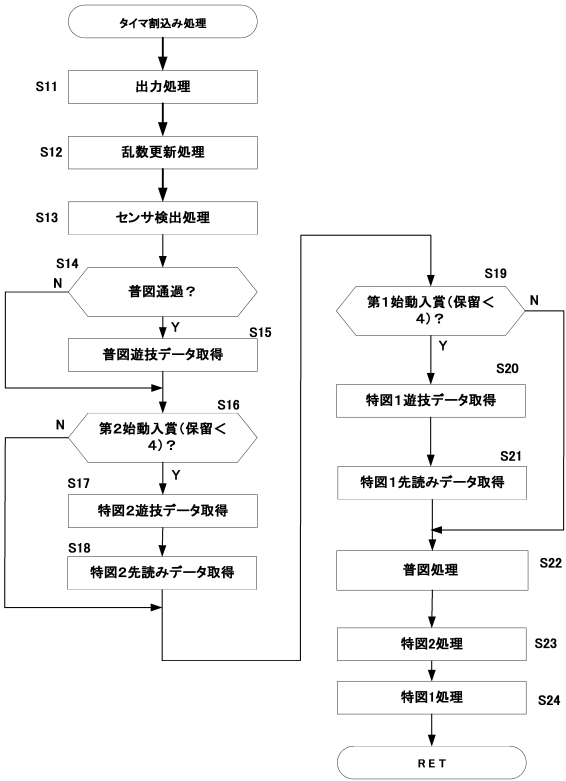 タイマ割込み処理
S11
出力処理
S12
乱数更新処理
S13
センサ検出処理
S14
N
普図通過?
Y
S15
普図遊技データ取得
S16
N
第2始動入賞(保留<
4)?
Y
S17
特図2遊技データ取得
S18
特図2先読みデータ取得
S19
第1始動入賞(保留<
4)?
N
Y
S20
特図1遊技データ取得
S21
特図1先読みデータ取得
普図処理
S22
特図2処理
S23
特図1処理
S24
RET